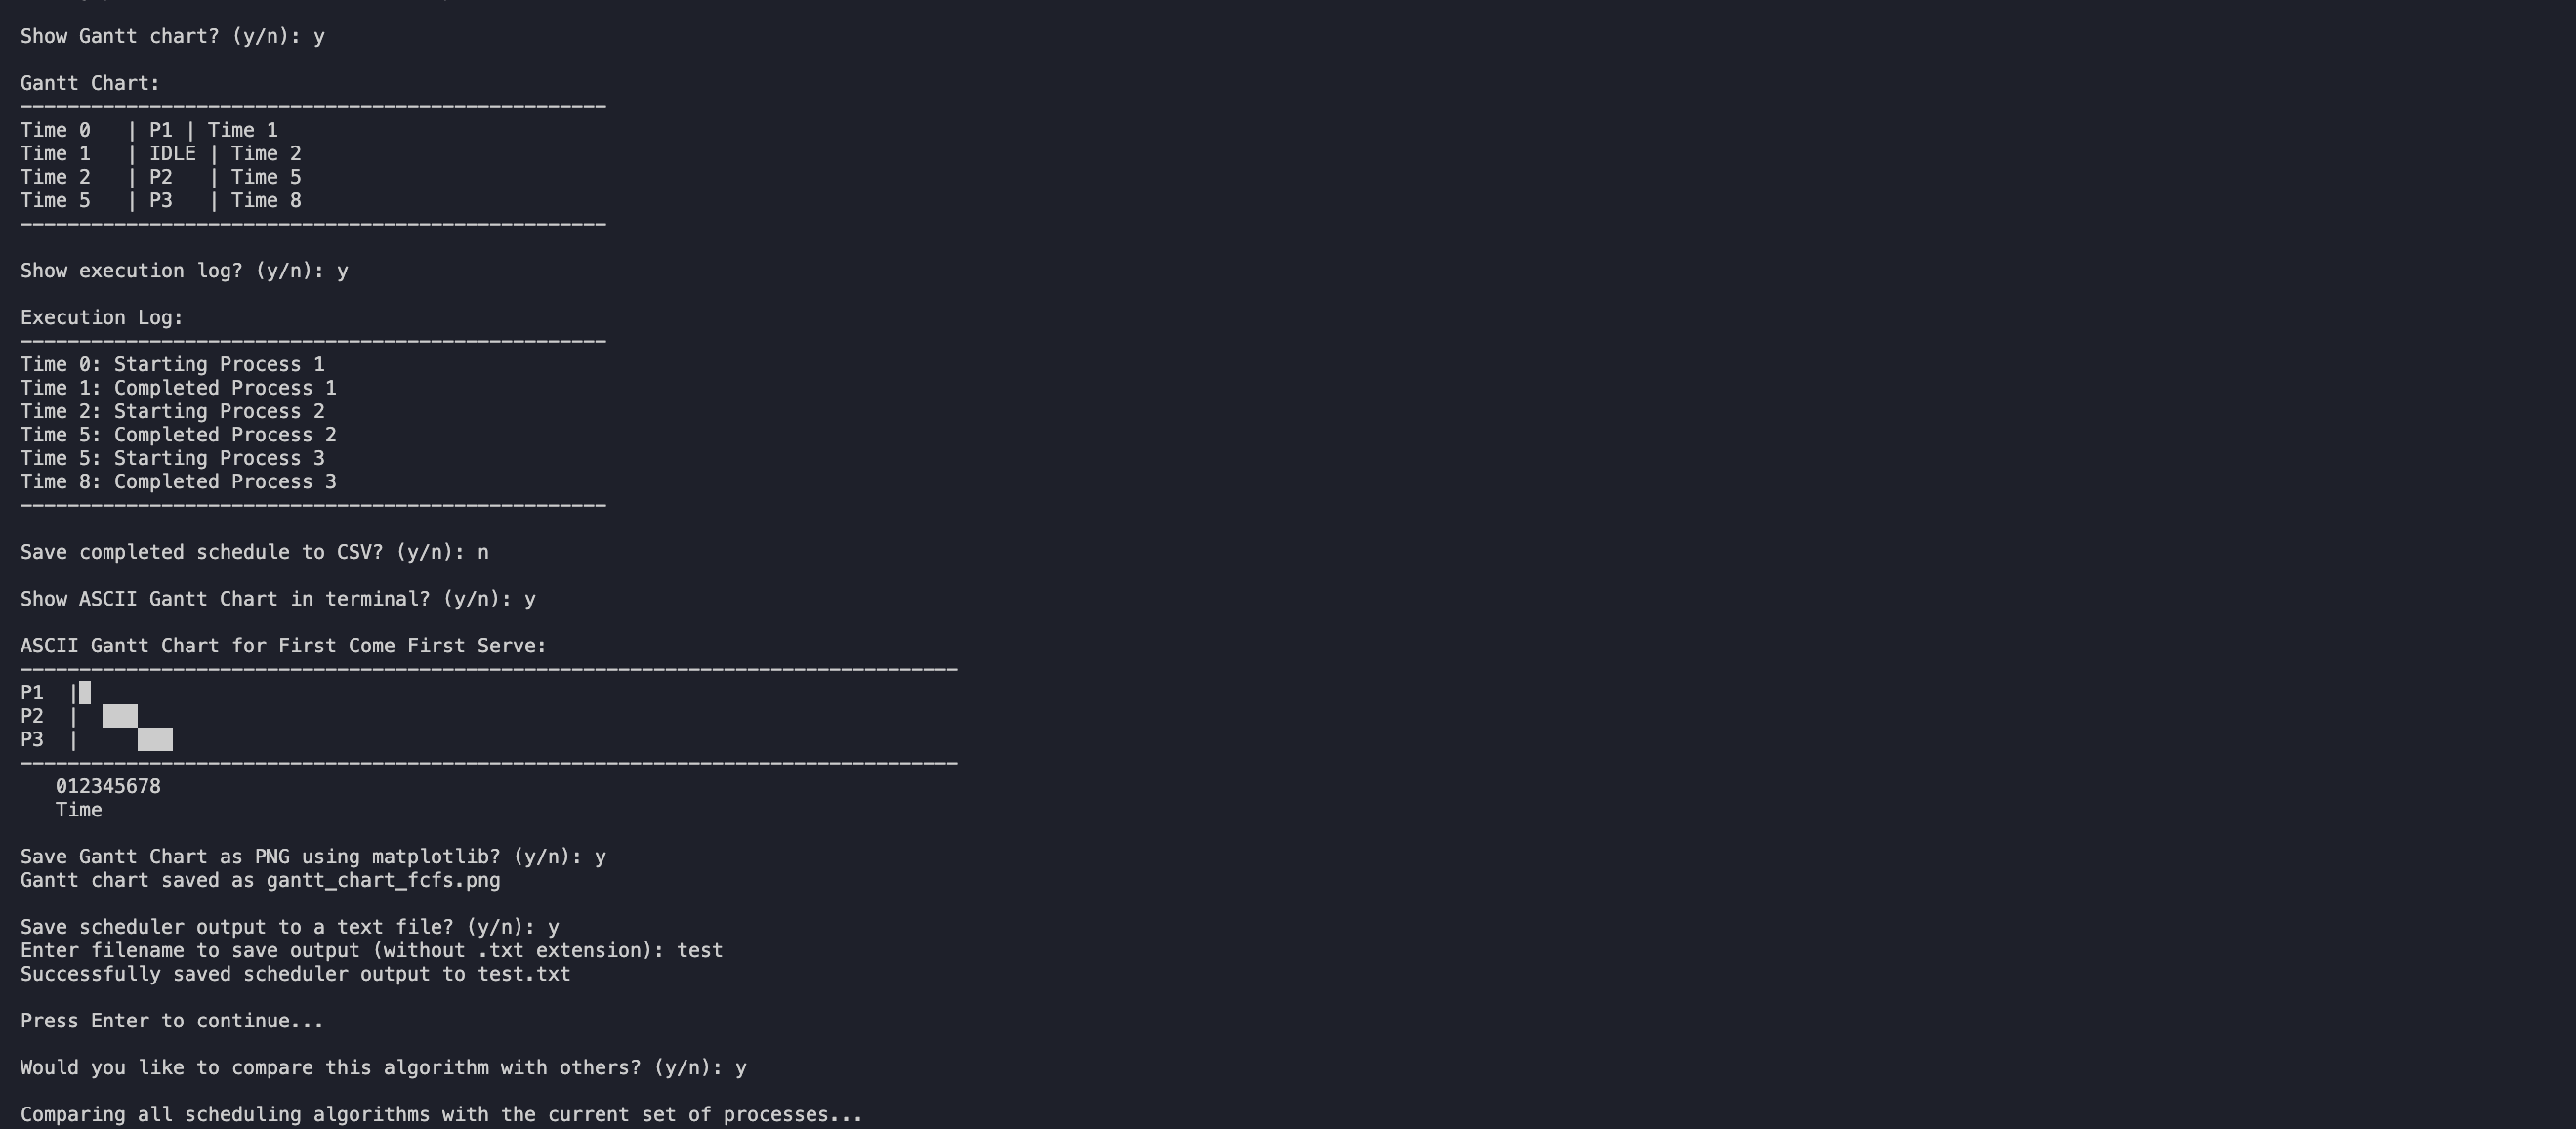 Show Gantt chart? (y/n): y
Gantt Chart:
--------------------------------------------------
Time 0   | P1 | Time 1
Time 1   | IDLE | Time 2
Time 2   | P2   | Time 5
Time 5   | P3   | Time 8
--------------------------------------------------
Show execution log? (y/n): y
Execution Log:
--------------------------------------------------
Time 0: Starting Process 1
Time 1: Completed Process 1
Time 2: Starting Process 2
Time 5: Completed Process 2
Time 5: Starting Process 3
Time 8: Completed Process 3
--------------------------------------------------
Save completed schedule to CSV? (y/n): n
Show ASCII Gantt Chart in terminal? (y/n): y
ASCII Gantt Chart for First Come First Serve:
--------------------------------------------------------------------------------
P1  |█
P2  |  ███
P3  |     ███
--------------------------------------------------------------------------------
   012345678
   Time
Save Gantt Chart as PNG using matplotlib? (y/n): y
Gantt chart saved as gantt_chart_fcfs.png
Save scheduler output to a text file? (y/n): y
Enter filename to save output (without .txt extension): test
Successfully saved scheduler output to test.txt
Press Enter to continue...
Would you like to compare this algorithm with others? (y/n): y
Comparing all scheduling algorithms with the current set of processes...